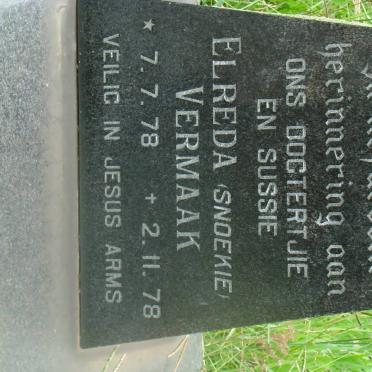 herinnering aan
ONS DOGTERTJIE
EN SUSSIE
ELREDA (SNOEKIE)
VERMAAK
* 7.7.78 + 2.11.78
VEILIG IN JESUS ARMS